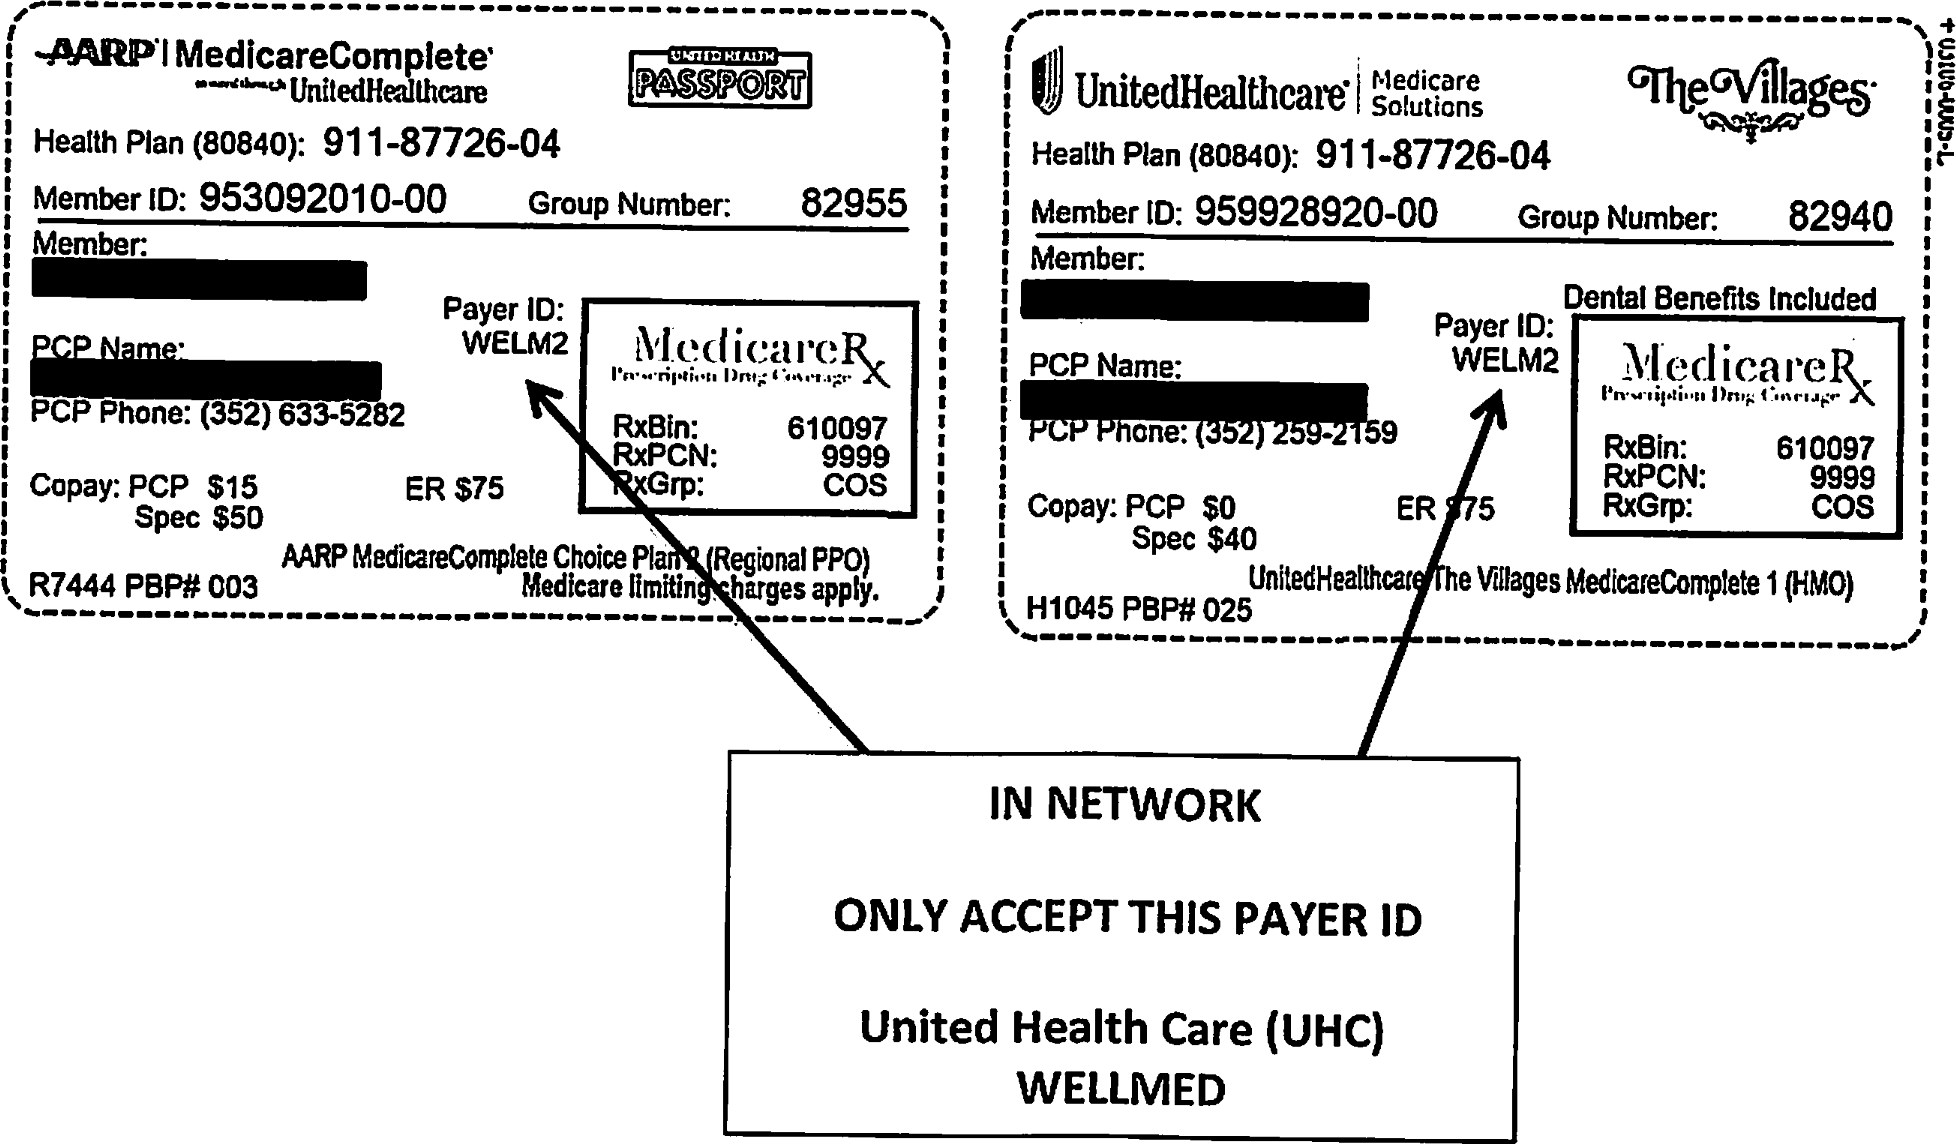 AARP | MedicareComplete
UnitedHealthcare
UNITED HEALTH
PASSPORT
Health Plan (80840): 911-87726-04
Member ID: 953092010-00 Group Number: 82955
Member:
Payer ID:
WELM2
PCP Name:
PCP Phone: (352) 633-5282
MedicareRx
Prescription Drug Coverage
RxBin: 610097
RxPCN: 9999
RxGrp: COS
Copay: PCP $15 ER $75
Spec $50
AARP MedicareComplete Choice Plan 2 (Regional PPO)
R7444 PBP# 003 Medicare limiting charges apply.
UnitedHealthcare | Medicare Solutions
The Villages
Health Plan (80840): 911-87726-04
Member ID: 959928920-00 Group Number: 82940
Member:
Dental Benefits Included
Payer ID:
WELM2
PCP Name:
PCP Phone: (352) 259-2159
MedicareRx
Prescription Drug Coverage
RxBin: 610097
RxPCN: 9999
RxGrp: COS
Copay: PCP $0 ER $75
Spec $40
UnitedHealthcare The Villages MedicareComplete 1 (HMO)
H1045 PBP# 025
IN NETWORK
ONLY ACCEPT THIS PAYER ID
United Health Care (UHC)
WELLMED